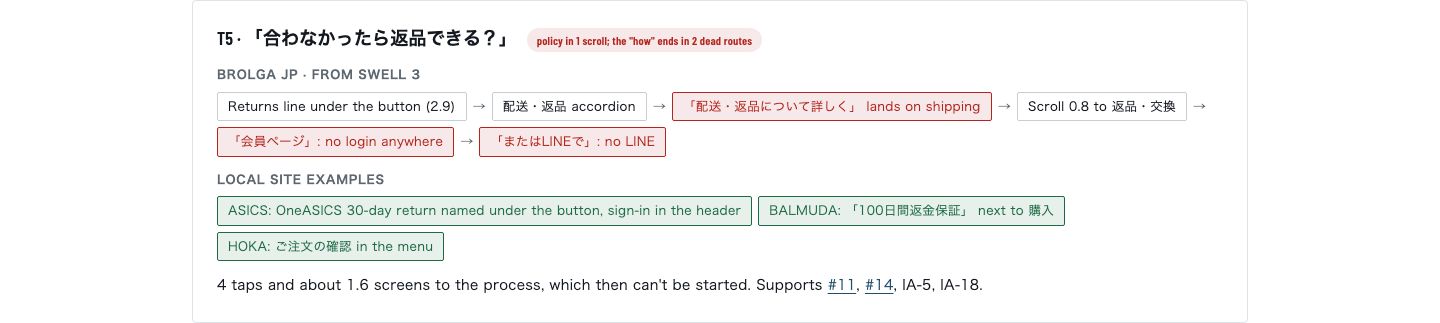 T5 · 「合わなかったら返品できる？」 policy in 1 scroll; the "how" ends in 2 dead routes
BROLGA JP · FROM SWELL 3
Returns line under the button (2.9) → 配送・返品 accordion → 「配送・返品について詳しく」 lands on shipping → Scroll 0.8 to 返品・交換 →
「会員ページ」: no login anywhere → 「またはLINEで」: no LINE
LOCAL SITE EXAMPLES
ASICS: OneASICS 30-day return named under the button, sign-in in the header BALMUDA: 「100日間返金保証」 next to 購入
HOKA: ご注文の確認 in the menu
4 taps and about 1.6 screens to the process, which then can't be started. Supports #11, #14, IA-5, IA-18.